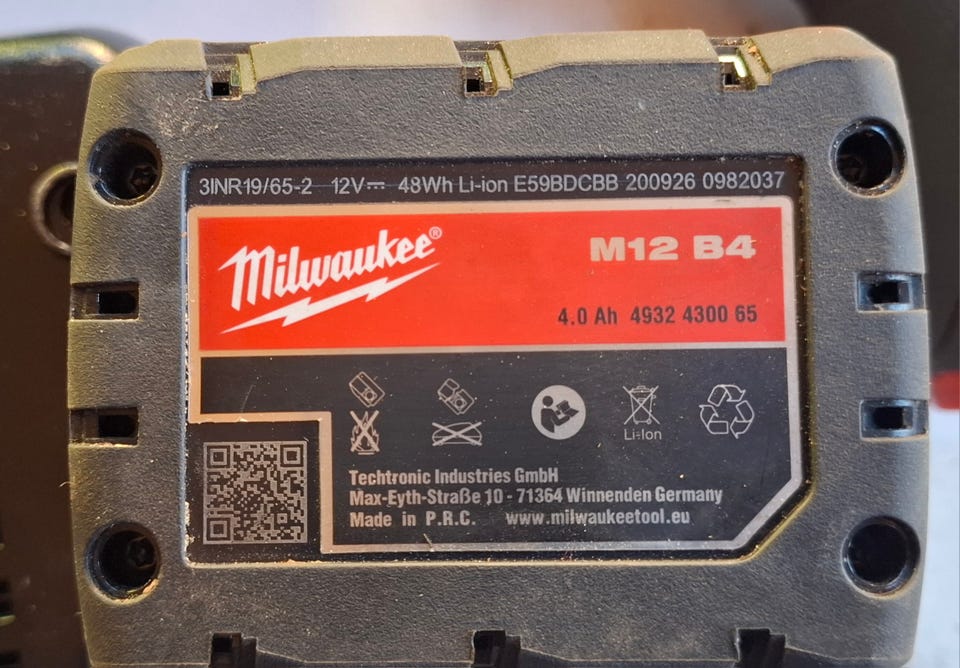 3INR19/65-2 12V⎓ 48Wh Li-ion E59BDCBB 200926 0982037
Milwaukee®
M12 B4
4.0 Ah 4932 4300 65
Li-Ion
Techtronic Industries GmbH
Max-Eyth-Straße 10 - 71364 Winnenden Germany
Made in P.R.C. www.milwaukeetool.eu